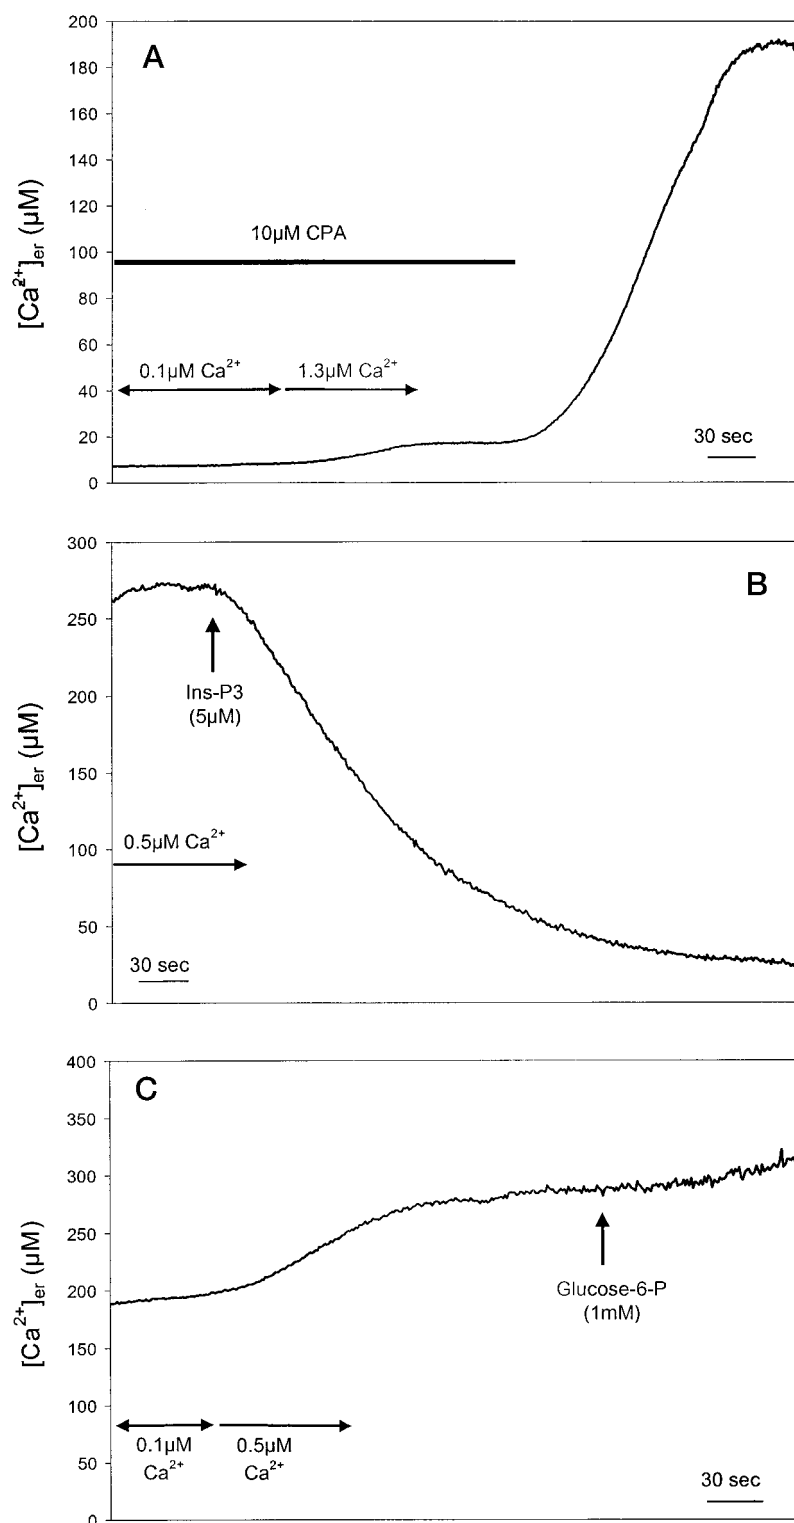 A
200
180
160
140
120
100
80
60
40
20
0
[Ca²⁺]er (µM)
10µM CPA
0.1µM Ca²⁺
1.3µM Ca²⁺
30 sec
B
300
250
200
150
100
50
0
[Ca²⁺]er (µM)
Ins-P3
(5µM)
0.5µM Ca²⁺
30 sec
C
400
350
300
250
200
150
100
50
0
[Ca²⁺]er (µM)
Glucose-6-P
(1mM)
0.1µM
Ca²⁺
0.5µM
Ca²⁺
30 sec